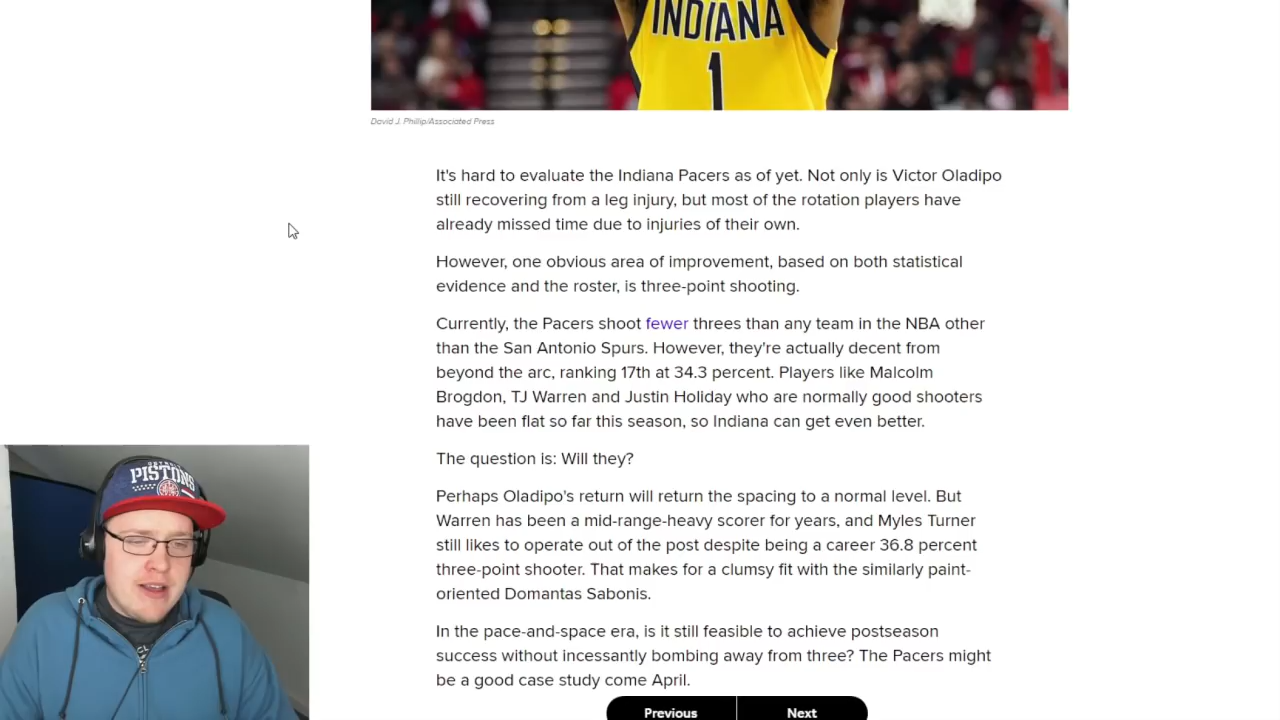 INDIANA
1
David J. Phillip/Associated Press
It's hard to evaluate the Indiana Pacers as of yet. Not only is Victor Oladipo
still recovering from a leg injury, but most of the rotation players have
already missed time due to injuries of their own.
However, one obvious area of improvement, based on both statistical
evidence and the roster, is three-point shooting.
Currently, the Pacers shoot fewer threes than any team in the NBA other
than the San Antonio Spurs. However, they're actually decent from
beyond the arc, ranking 17th at 34.3 percent. Players like Malcolm
Brogdon, TJ Warren and Justin Holiday who are normally good shooters
have been flat so far this season, so Indiana can get even better.
The question is: Will they?
Perhaps Oladipo's return will return the spacing to a normal level. But
Warren has been a mid-range-heavy scorer for years, and Myles Turner
still likes to operate out of the post despite being a career 36.8 percent
three-point shooter. That makes for a clumsy fit with the similarly paint-
oriented Domantas Sabonis.
In the pace-and-space era, is it still feasible to achieve postseason
success without incessantly bombing away from three? The Pacers might
be a good case study come April.
Previous Next
PISTONS